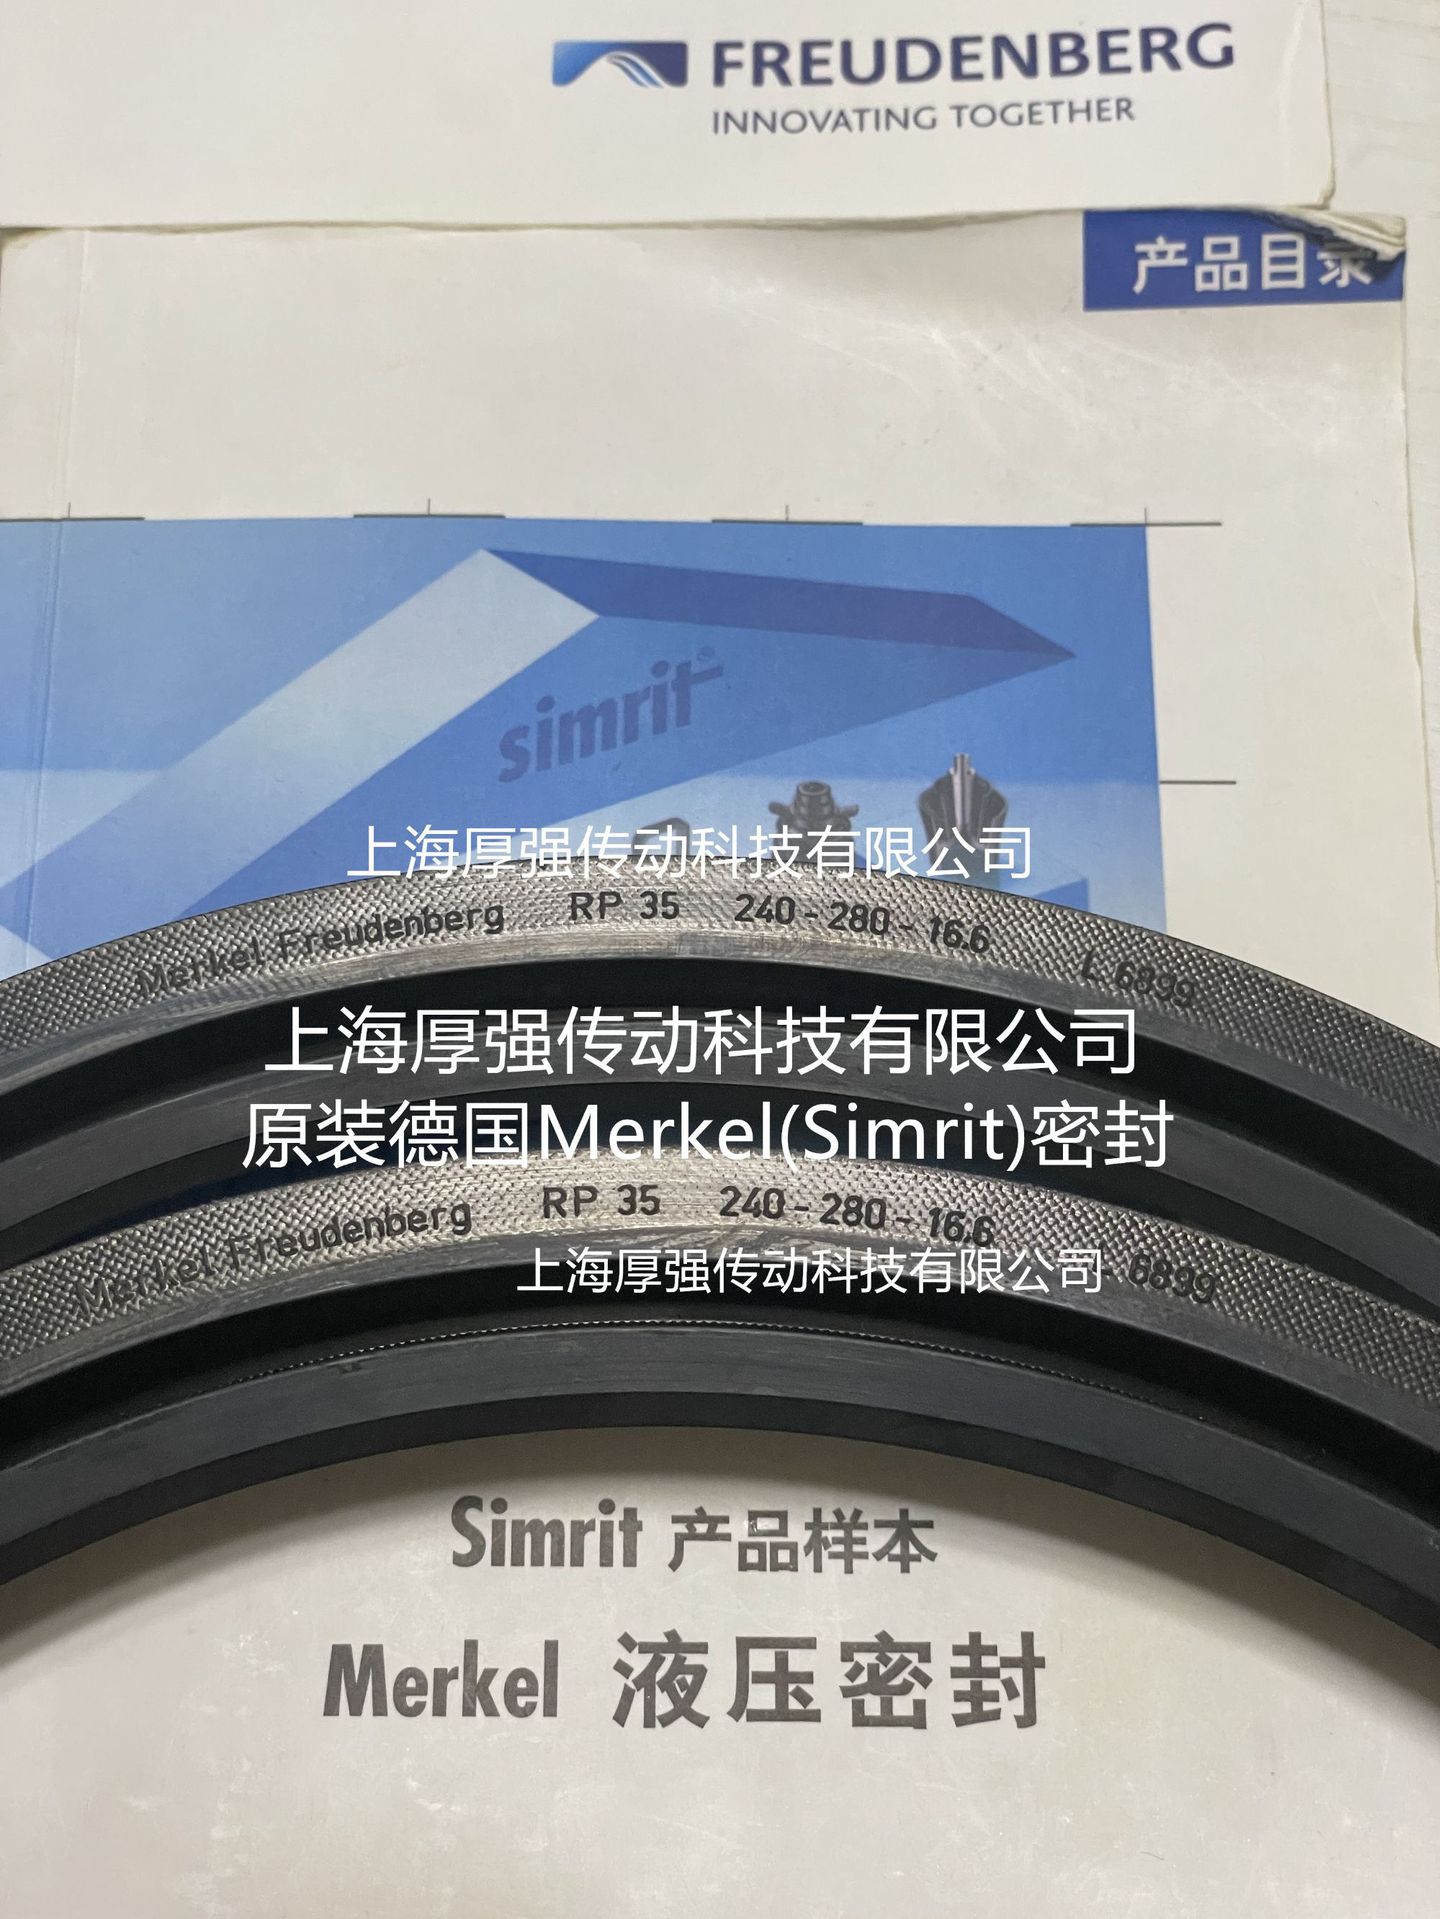 FREUDENBERG
INNOVATING TOGETHER
产品目录
simrit
上海厚强传动科技有限公司
Merkel Freudenberg RP 35 240-280-16.6 L 6899
上海厚强传动科技有限公司
原装德国Merkel(Simrit)密封
Merkel Freudenberg RP 35 240-280-16.6 6899
上海厚强传动科技有限公司
Simrit 产品样本
Merkel 液压密封